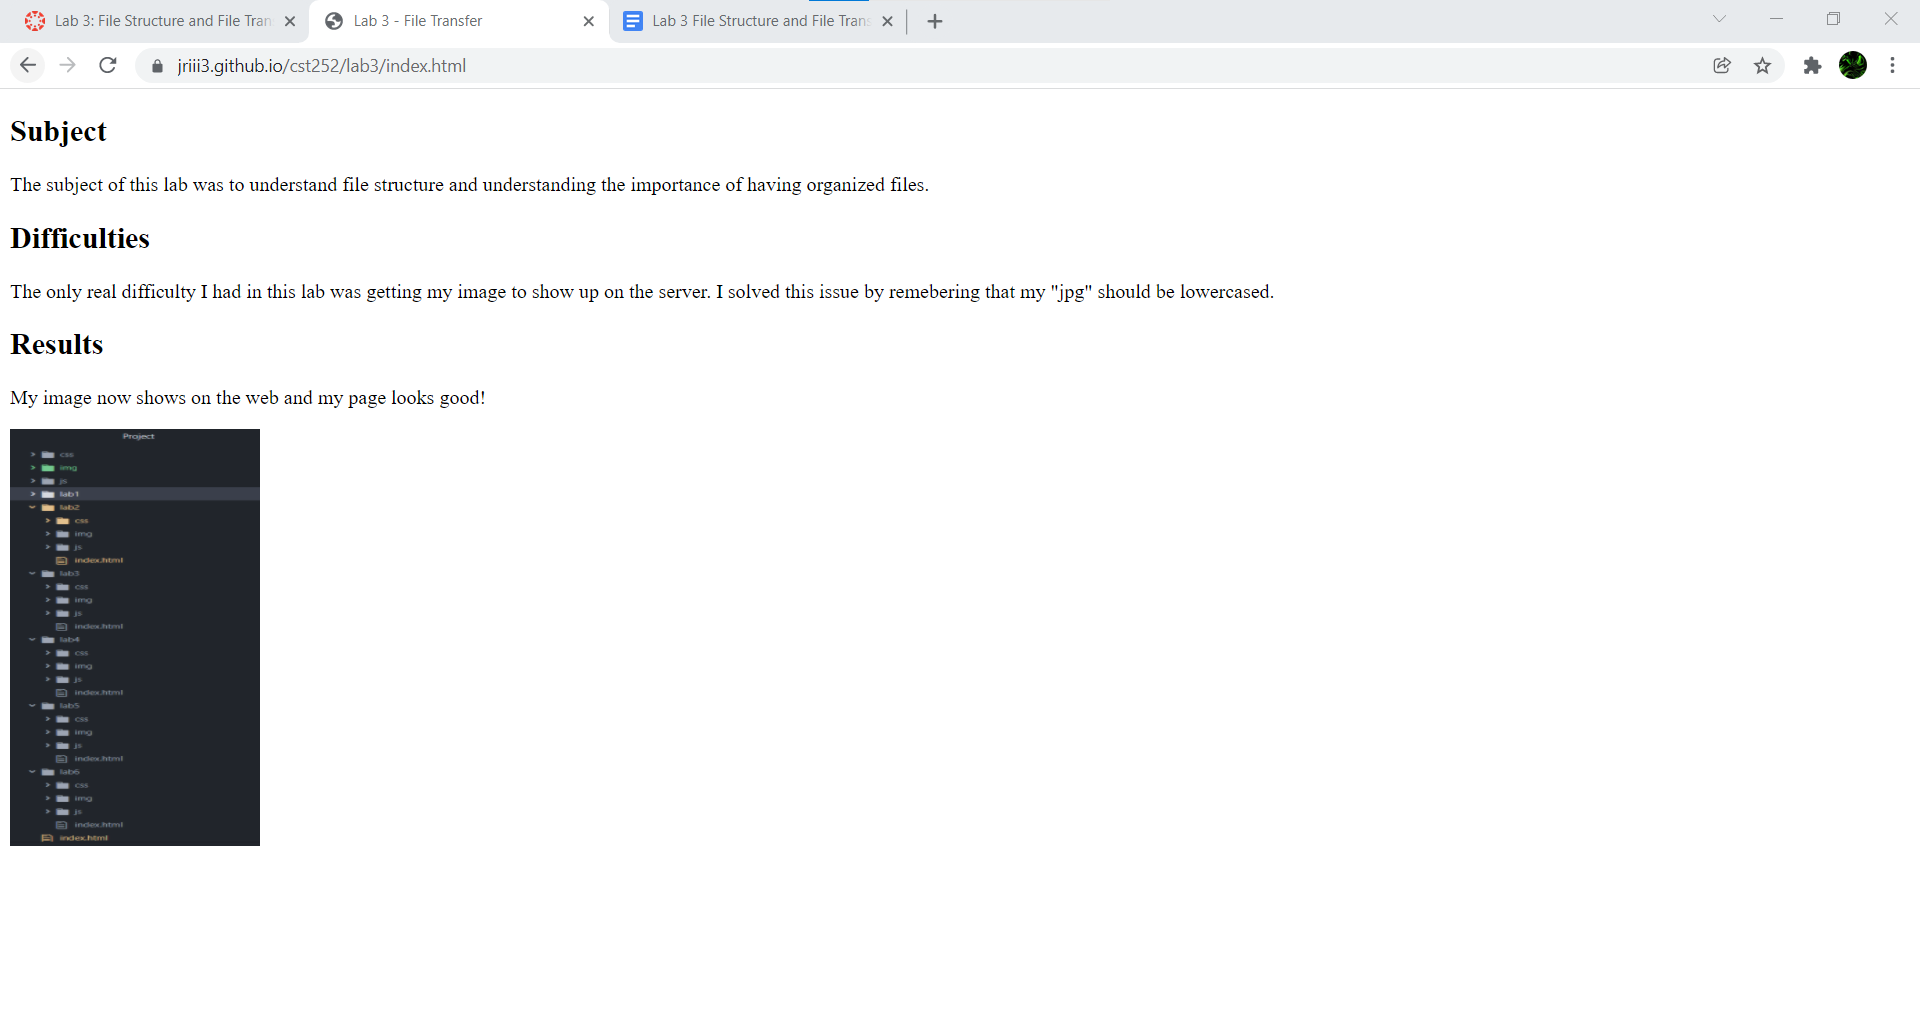 Lab 3: File Structure and File Tran
Lab 3 - File Transfer
Lab 3 File Structure and File Trans
jriii3.github.io/cst252/lab3/index.html
Subject
The subject of this lab was to understand file structure and understanding the importance of having organized files.
Difficulties
The only real difficulty I had in this lab was getting my image to show up on the server. I solved this issue by remebering that my "jpg" should be lowercased.
Results
My image now shows on the web and my page looks good!
Project
css
img
js
lab1
lab2
css
img
js
index.html
lab3
css
img
js
index.html
lab4
css
img
js
index.html
lab5
css
img
js
index.html
lab6
css
img
js
index.html
index.html